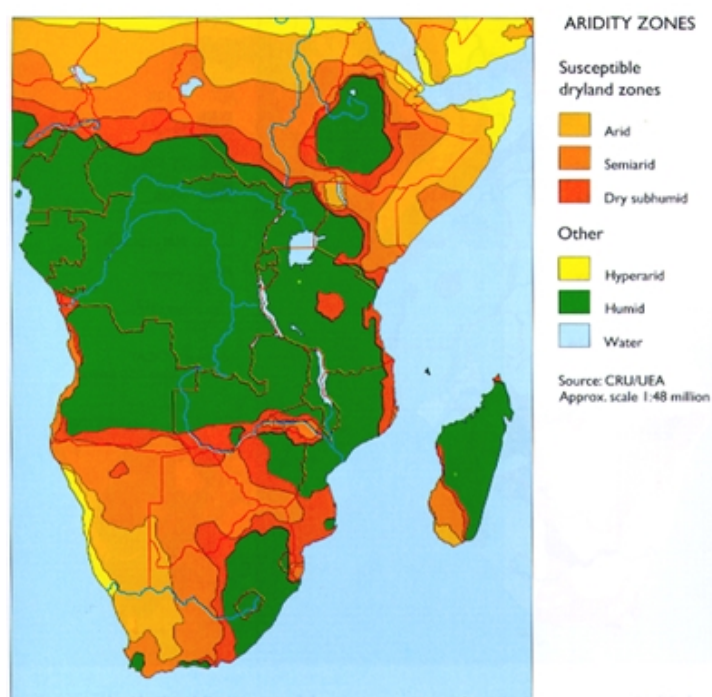 ARIDITY ZONES
Susceptible
dryland zones
Arid
Semiarid
Dry subhumid
Other
Hyperarid
Humid
Water
Source: CRU/UEA
Approx. scale 1:48 million